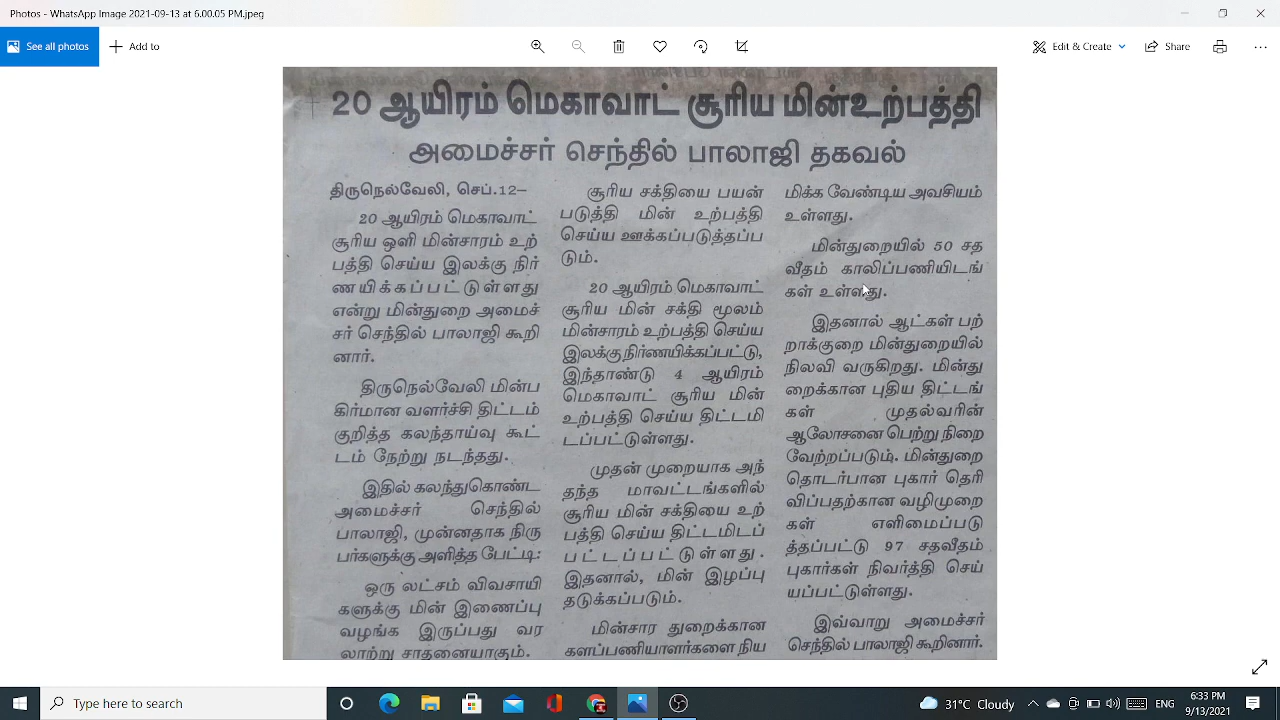 Photos - WhatsApp Image 2021-09-13 at 6.00.05 PM.jpeg
See all photos
Add to
Edit & Create
Share
20 ஆயிரம் மெகாவாட் சூரிய மின்உற்பத்தி
அமைச்சர் செந்தில் பாலாஜி தகவல்
திருநெல்வேலி, செப்.12–
20 ஆயிரம் மெகாவாட்
சூரிய ஒளி மின்சாரம் உற்
பத்தி செய்ய இலக்கு நிர்
ணயிக்கப்பட்டுள்ளது
என்று மின்துறை அமைச்
சர் செந்தில் பாலாஜி கூறி
னார்.
திருநெல்வேலி மின்ப
கிர்மான வளர்ச்சி திட்டம்
குறித்த கலந்தாய்வு கூட்
டம் நேற்று நடந்தது.
இதில் கலந்துகொண்ட
அமைச்சர் செந்தில்
பாலாஜி, முன்னதாக நிரு
பர்களுக்கு அளித்த பேட்டி:
ஒரு லட்சம் விவசாயி
களுக்கு மின் இணைப்பு
வழங்க இருப்பது வர
லாற்று சாதனையாகும்.
சூரிய சக்தியை பயன்
படுத்தி மின் உற்பத்தி
செய்ய ஊக்கப்படுத்தப்ப
டும்.
20 ஆயிரம் மெகாவாட்
சூரிய மின் சக்தி மூலம்
மின்சாரம் உற்பத்தி செய்ய
இலக்கு நிர்ணயிக்கப்பட்டு,
இந்தாண்டு 4 ஆயிரம்
மெகாவாட் சூரிய மின்
உற்பத்தி செய்ய திட்டமி
டப்பட்டுள்ளது.
முதன் முறையாக அந்
தந்த மாவட்டங்களில்
சூரிய மின் சக்தியை உற்
பத்தி செய்ய திட்டமிடப்
பட்டப்பட்டுள்ளது.
இதனால், மின் இழப்பு
தடுக்கப்படும்.
மின்சார துறைக்கான
களப்பணியாளர்களை நிய
மிக்க வேண்டிய அவசியம்
உள்ளது.
மின்துறையில் 50 சத
வீதம் காலிப்பணியிடங்
கள் உள்ளது.
இதனால் ஆட்கள் பற்
றாக்குறை மின்துறையில்
நிலவி வருகிறது. மின்து
றைக்கான புதிய திட்டங்
கள் முதல்வரின்
ஆலோசனை பெற்று நிறை
வேற்றப்படும். மின்துறை
தொடர்பான புகார் தெரி
விப்பதற்கான வழிமுறை
கள் எளிமைப்படு
த்தப்பட்டு 97 சதவீதம்
புகார்கள் நிவர்த்தி செய்
யப்பட்டுள்ளது.
இவ்வாறு அமைச்சர்
செந்தில் பாலாஜி கூறினார்.
Type here to search
31°C Cloudy
ENG
6:33 PM
9/13/2021